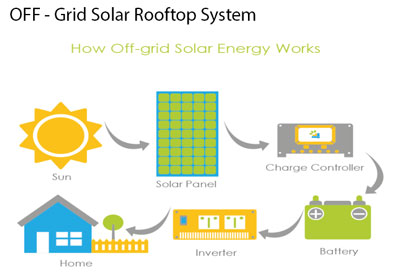 OFF - Grid Solar Rooftop System
How Off-grid Solar Energy Works
Sun
Solar Panel
Charge Controller
Home
Inverter
Battery